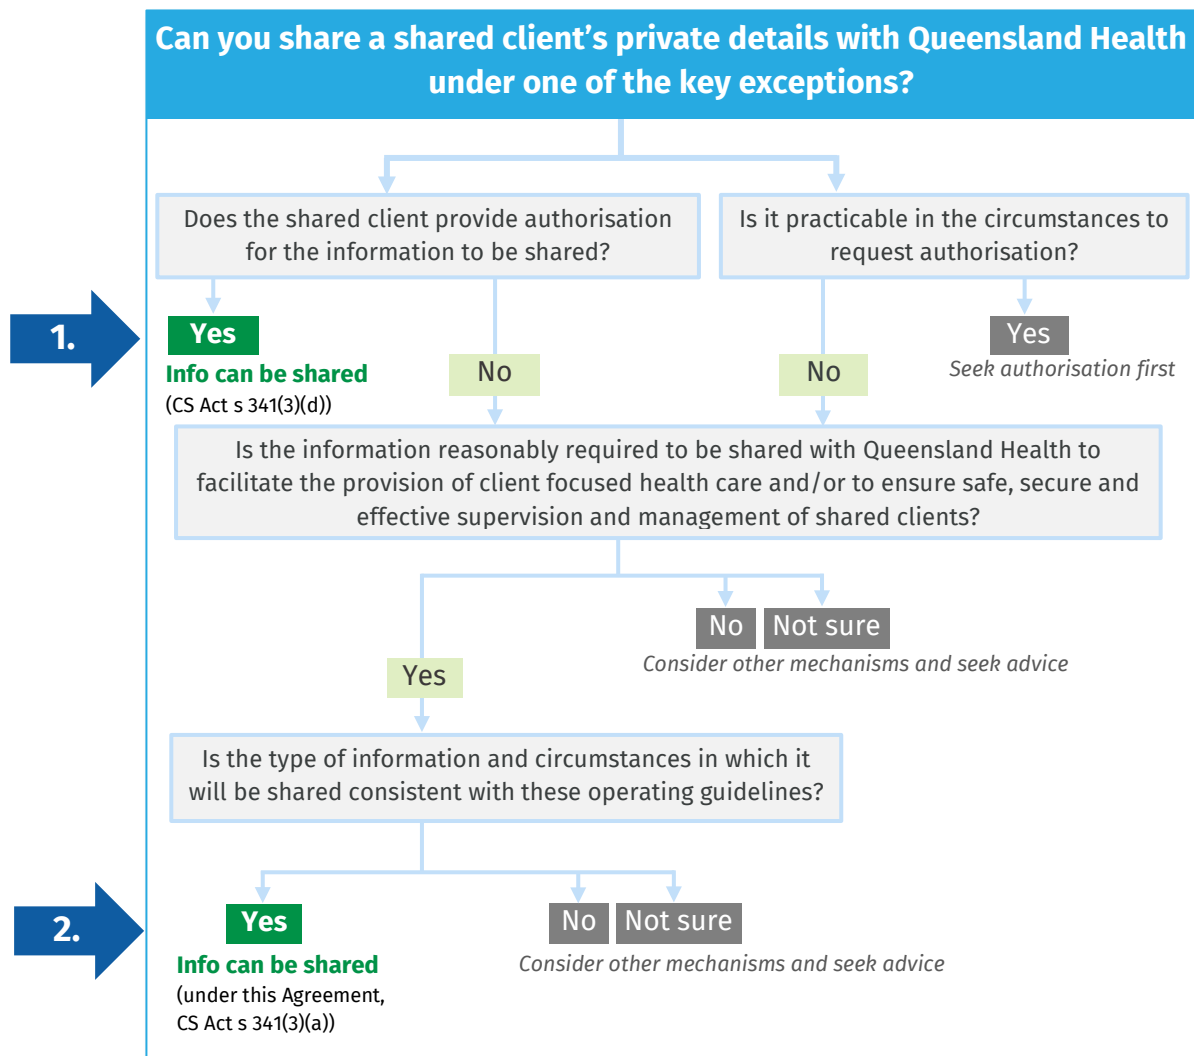 Can you share a shared client's private details with Queensland Health
under one of the key exceptions?
Does the shared client provide authorisation
for the information to be shared?
Is it practicable in the circumstances to
request authorisation?
1.
Yes
Info can be shared
(CS Act s 341(3)(d))
No
No
Yes
Seek authorisation first
Is the information reasonably required to be shared with Queensland Health to
facilitate the provision of client focused health care and/or to ensure safe, secure and
effective supervision and management of shared clients?
No
Not sure
Consider other mechanisms and seek advice
Yes
Is the type of information and circumstances in which it
will be shared consistent with these operating guidelines?
2.
Yes
Info can be shared
(under this Agreement,
CS Act s 341(3)(a))
No
Not sure
Consider other mechanisms and seek advice